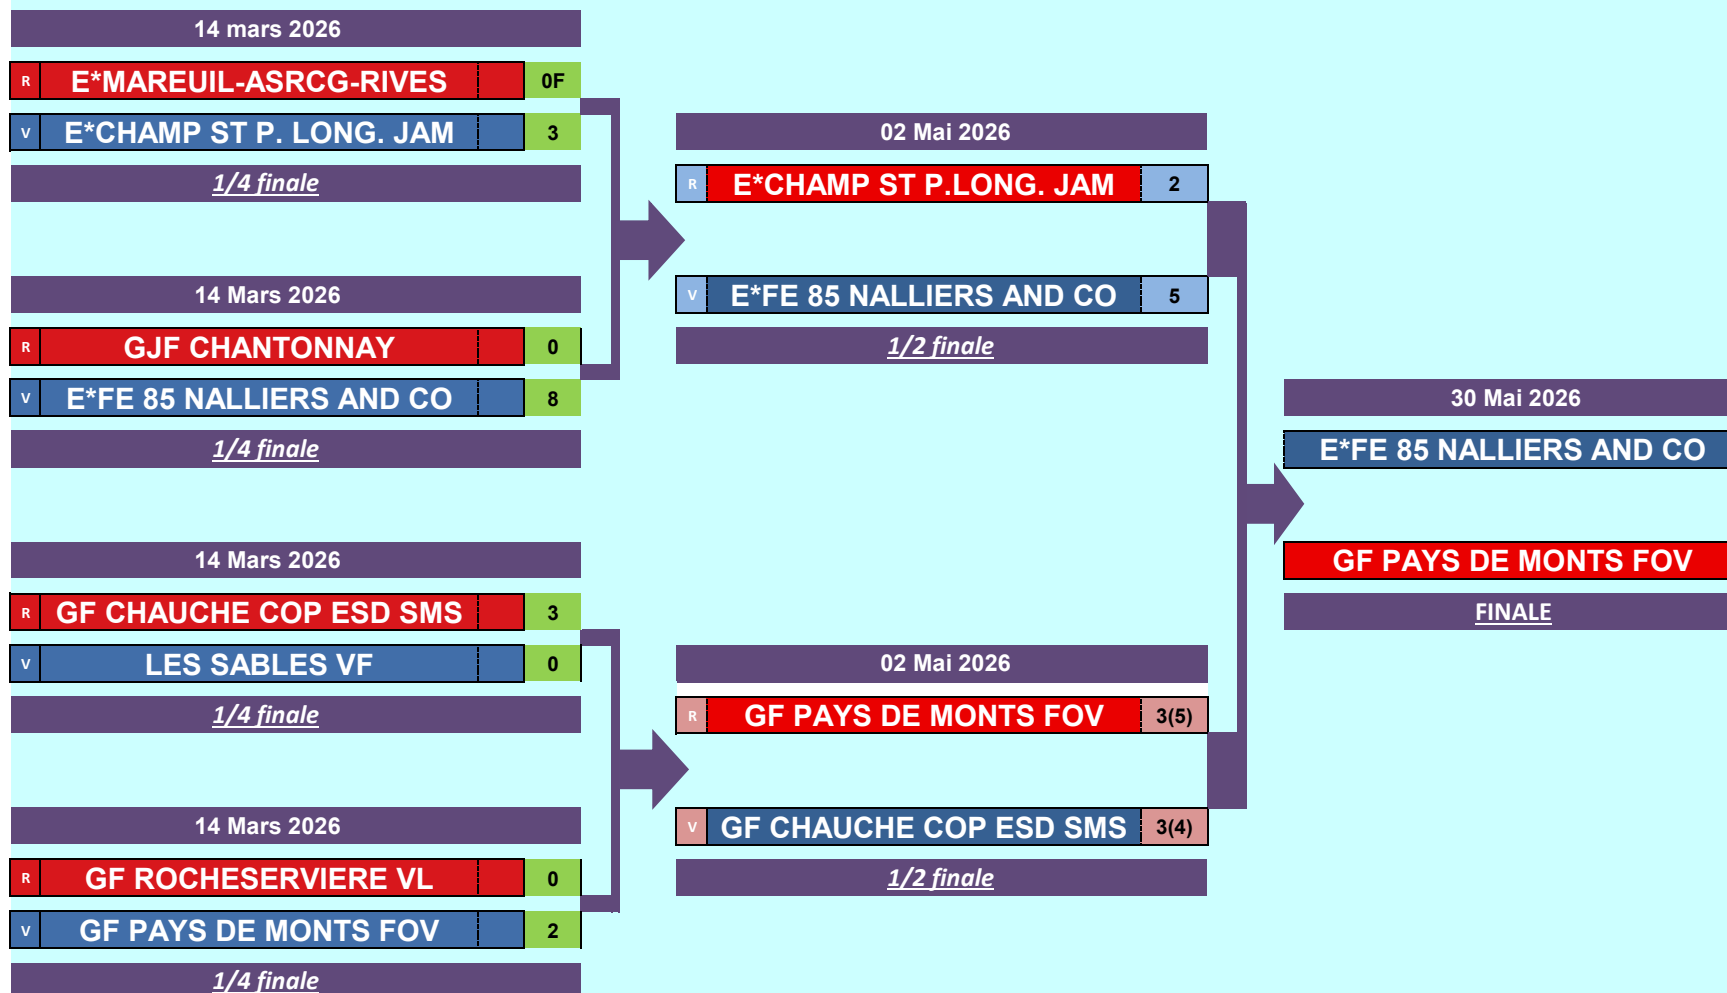 14 mars 2026
R E*MAREUIL-ASRCG-RIVES 0F
V E*CHAMP ST P. LONG. JAM 3
1/4 finale
14 Mars 2026
R GJF CHANTONNAY 0
V E*FE 85 NALLIERS AND CO 8
1/4 finale
14 Mars 2026
R GF CHAUCHE COP ESD SMS 3
V LES SABLES VF 0
1/4 finale
14 Mars 2026
R GF ROCHESERVIERE VL 0
V GF PAYS DE MONTS FOV 2
1/4 finale
02 Mai 2026
R E*CHAMP ST P.LONG. JAM 2
V E*FE 85 NALLIERS AND CO 5
1/2 finale
02 Mai 2026
R GF PAYS DE MONTS FOV 3(5)
V GF CHAUCHE COP ESD SMS 3(4)
1/2 finale
30 Mai 2026
E*FE 85 NALLIERS AND CO
GF PAYS DE MONTS FOV
FINALE